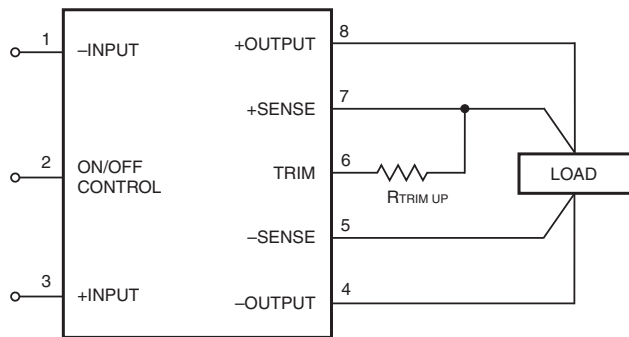 1
–INPUT
2
ON/OFF
CONTROL
3
+INPUT
+OUTPUT
8
+SENSE
7
TRIM
6
RTRIM UP
–SENSE
5
–OUTPUT
4
LOAD